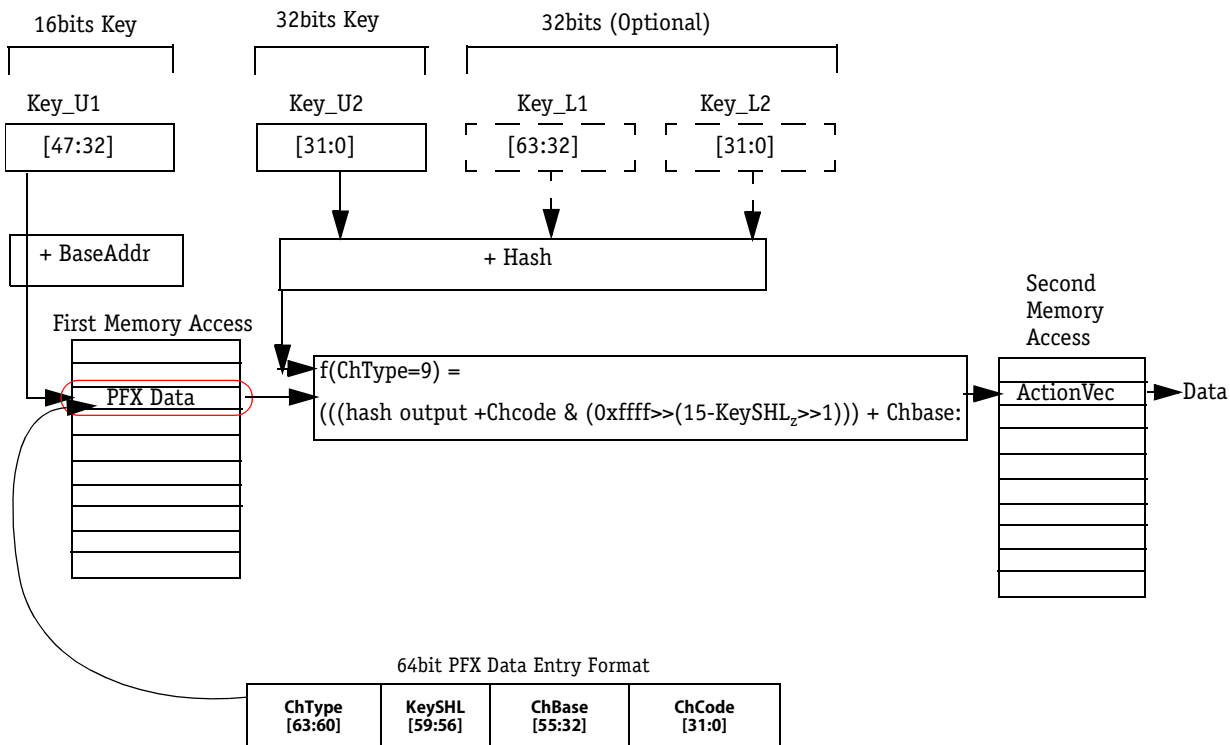 16bits Key
32bits Key
32bits (Optional)
Key_U1
Key_U2
Key_L1
Key_L2
[47:32]
[31:0]
[63:32]
[31:0]
+ BaseAddr
+ Hash
Second
Memory
Access
First Memory Access
f(ChType=9) =
PFX Data
(((hash output +Chcode & (0xffff>>(15-KeySHLz>>1))) + Chbase:
ActionVec
Data
64bit PFX Data Entry Format
ChType
[63:60]
KeySHL
[59:56]
ChBase
[55:32]
ChCode
[31:0]